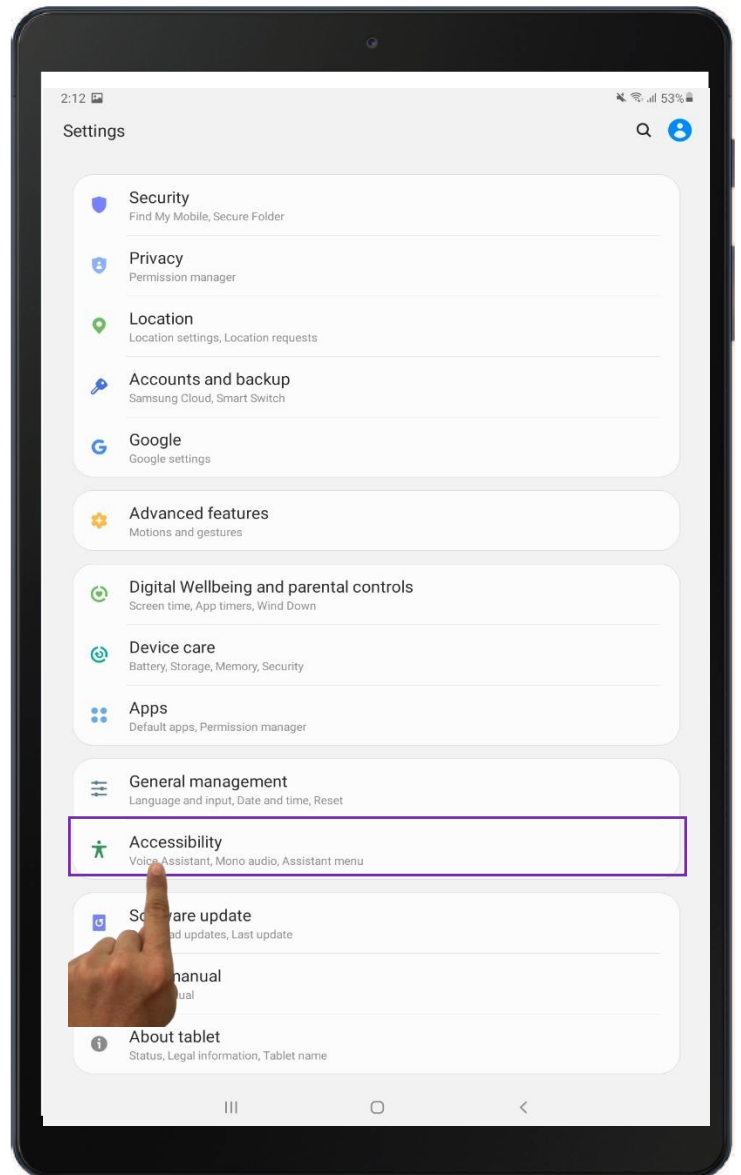 2:12
53%
Settings
Security
Find My Mobile, Secure Folder
Privacy
Permission manager
Location
Location settings, Location requests
Accounts and backup
Samsung Cloud, Smart Switch
Google
Google settings
Advanced features
Motions and gestures
Digital Wellbeing and parental controls
Screen time, App timers, Wind Down
Device care
Battery, Storage, Memory, Security
Apps
Default apps, Permission manager
General management
Language and input, Date and time, Reset
Accessibility
Voice Assistant, Mono audio, Assistant menu
update
updates, Last update
manual
About tablet
Status, Legal information, Tablet name